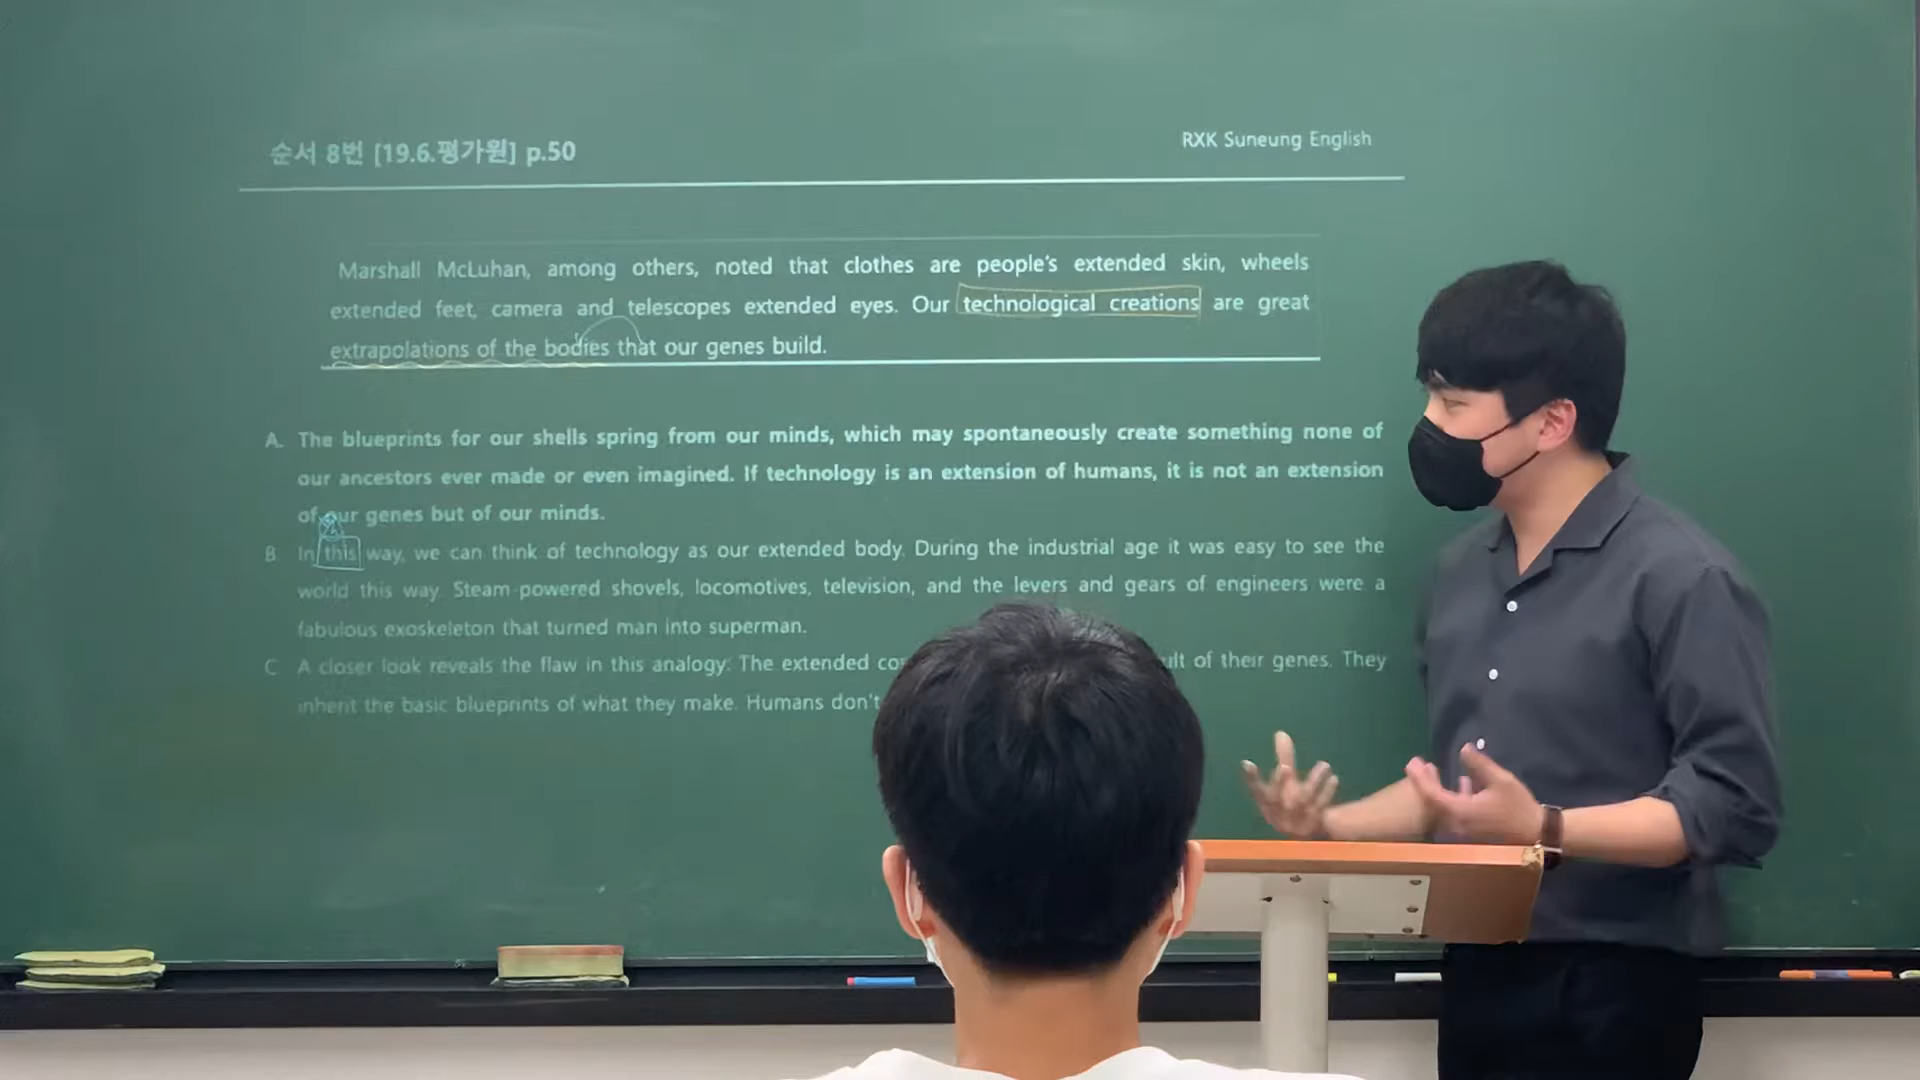 순서 8번 [19.6.평가원] p.50
RXK Suneung English
Marshall McLuhan, among others, noted that clothes are people's extended skin, wheels
extended feet, camera and telescopes extended eyes. Our technological creations are great
extrapolations of the bodies that our genes build.
A. The blueprints for our shells spring from our minds, which may spontaneously create something none of
our ancestors ever made or even imagined. If technology is an extension of humans, it is not an extension
of our genes but of our minds.
B. In this way, we can think of technology as our extended body. During the industrial age it was easy to see the
world this way. Steam-powered shovels, locomotives, television, and the levers and gears of engineers were a
fabulous exoskeleton that turned man into superman.
C A closer look reveals the flaw in this analogy: The extended of their genes. They
inherit the basic blueprints of what they make. Humans don't